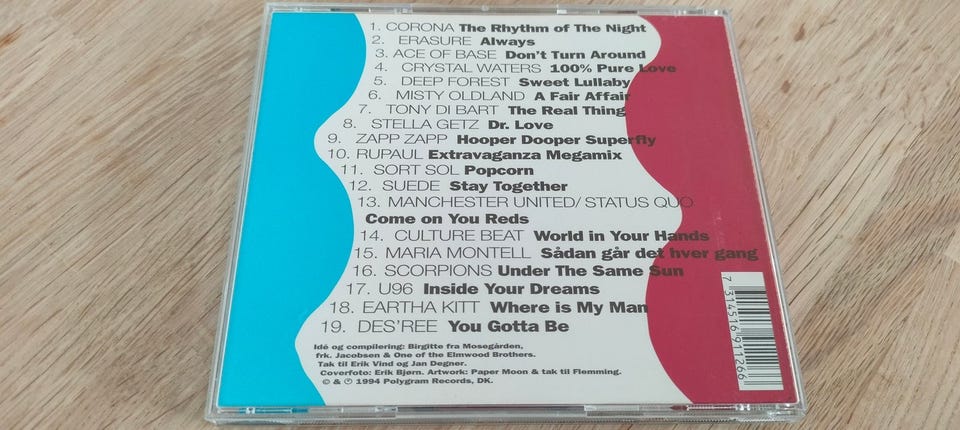 1. CORONA The Rhythm of The Night
2. ERASURE Always
3. ACE OF BASE Don't Turn Around
4. CRYSTAL WATERS 100% Pure Love
5. DEEP FOREST Sweet Lullaby
6. MISTY OLDLAND A Fair Affair
7. TONY DI BART The Real Thing
8. STELLA GETZ Dr. Love
9. ZAPP ZAPP Hooper Dooper Superfly
10. RUPAUL Extravaganza Megamix
11. SORT SOL Popcorn
12. SUEDE Stay Together
13. MANCHESTER UNITED/ STATUS QUO
Come on You Reds
14. CULTURE BEAT World in Your Hands
15. MARIA MONTELL Sådan går det hver gang
16. SCORPIONS Under The Same Sun
17. U96 Inside Your Dreams
18. EARTHA KITT Where is My Man
19. DES'REE You Gotta Be
Idé og compilering: Birgitte fra Mosegården,
frk. Jacobsen & One of the Elmwood Brothers.
Tak til Erik Vind og Jan Degner.
Coverfoto: Erik Bjørn. Artwork: Paper Moon & tak til Flemming.
© & ℗ 1994 Polygram Records, DK.
7 314516 911266